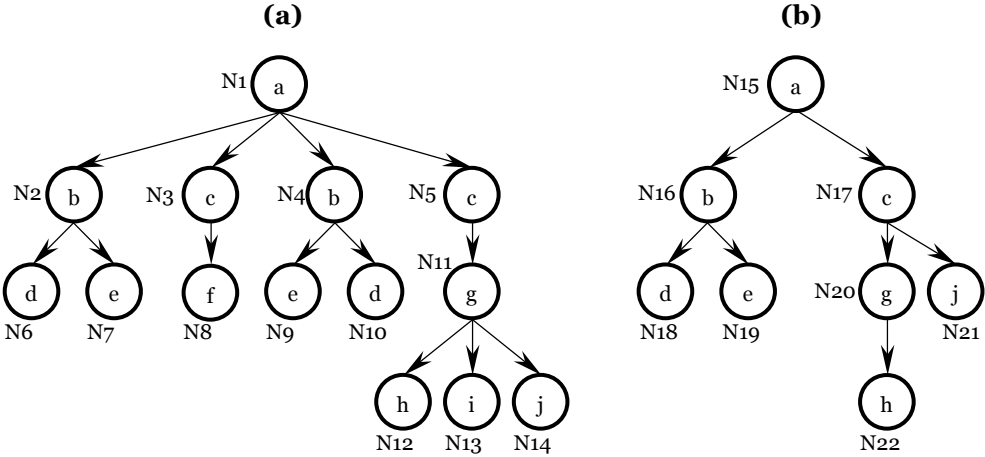 (a) (b)
N1 a N15 a
N2 b N3 c N4 b N5 c N16 b N17 c
N11
d e f e d g d e N20 g j
N6 N7 N8 N9 N10 N18 N19 N21
h i j h
N12 N13 N14 N22